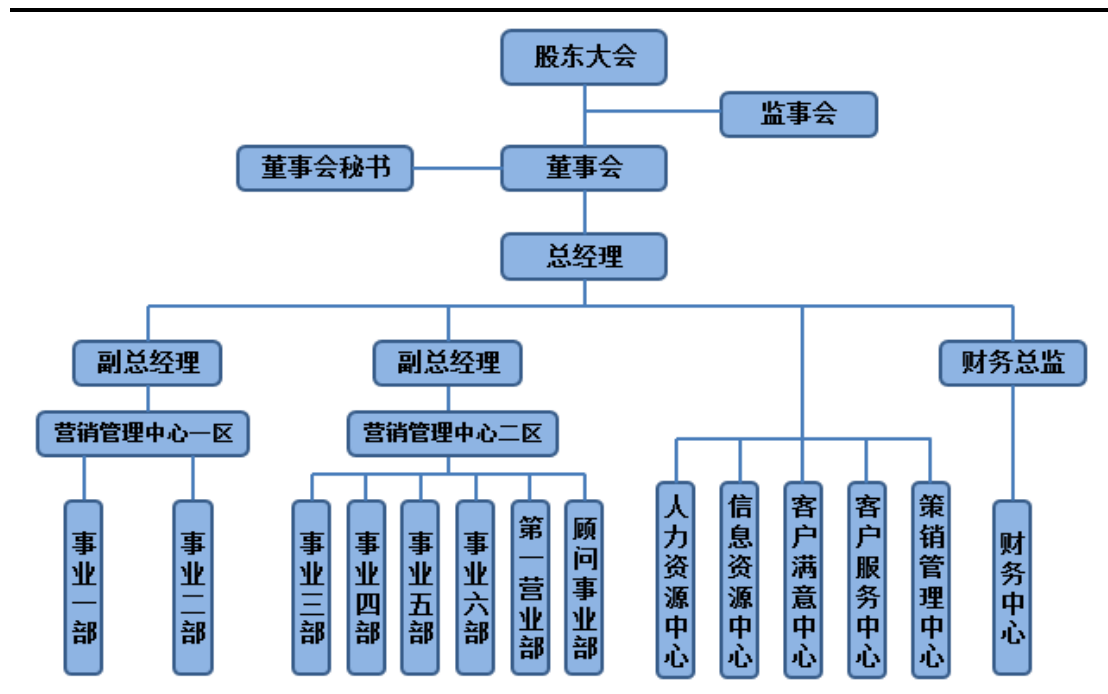 股东大会
监事会
董事会秘书
董事会
总经理
副总经理
副总经理
财务总监
营销管理中心一区
营销管理中心二区
事业一部
事业二部
事业三部
事业四部
事业五部
事业六部
第一营业部
顾问事业部
人力资源中心
信息资源中心
客户满意中心
客户服务中心
策销管理中心
财务中心